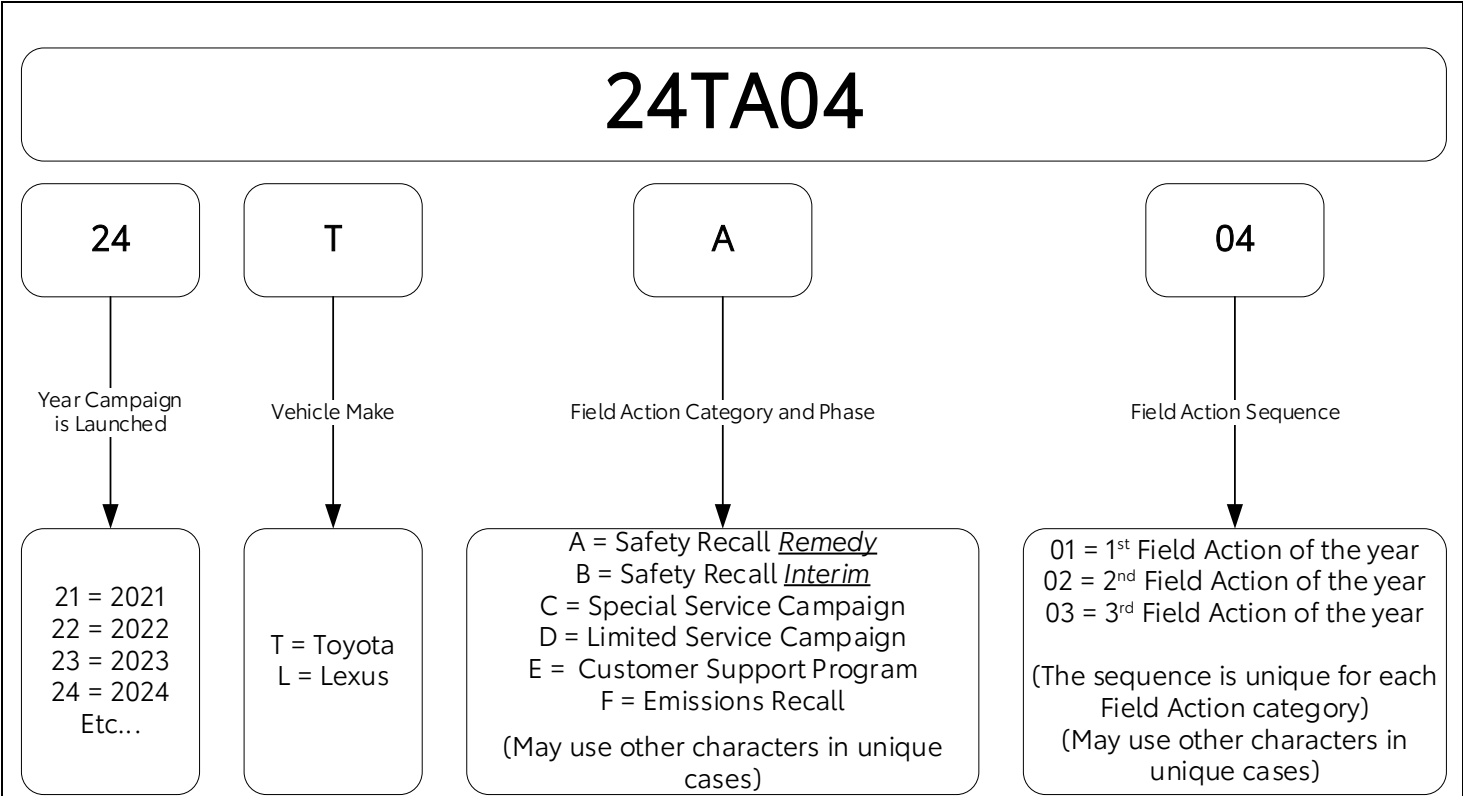 24TA04
24
T
A
04
Year Campaign
is Launched
Vehicle Make
Field Action Category and Phase
Field Action Sequence
21 = 2021
22 = 2022
23 = 2023
24 = 2024
Etc...
T = Toyota
L = Lexus
A = Safety Recall Remedy
B = Safety Recall Interim
C = Special Service Campaign
D = Limited Service Campaign
E =  Customer Support Program
F = Emissions Recall
(May use other characters in unique
cases)
01 = 1st Field Action of the year
02 = 2nd Field Action of the year
03 = 3rd Field Action of the year
(The sequence is unique for each
Field Action category)
(May use other characters in
unique cases)